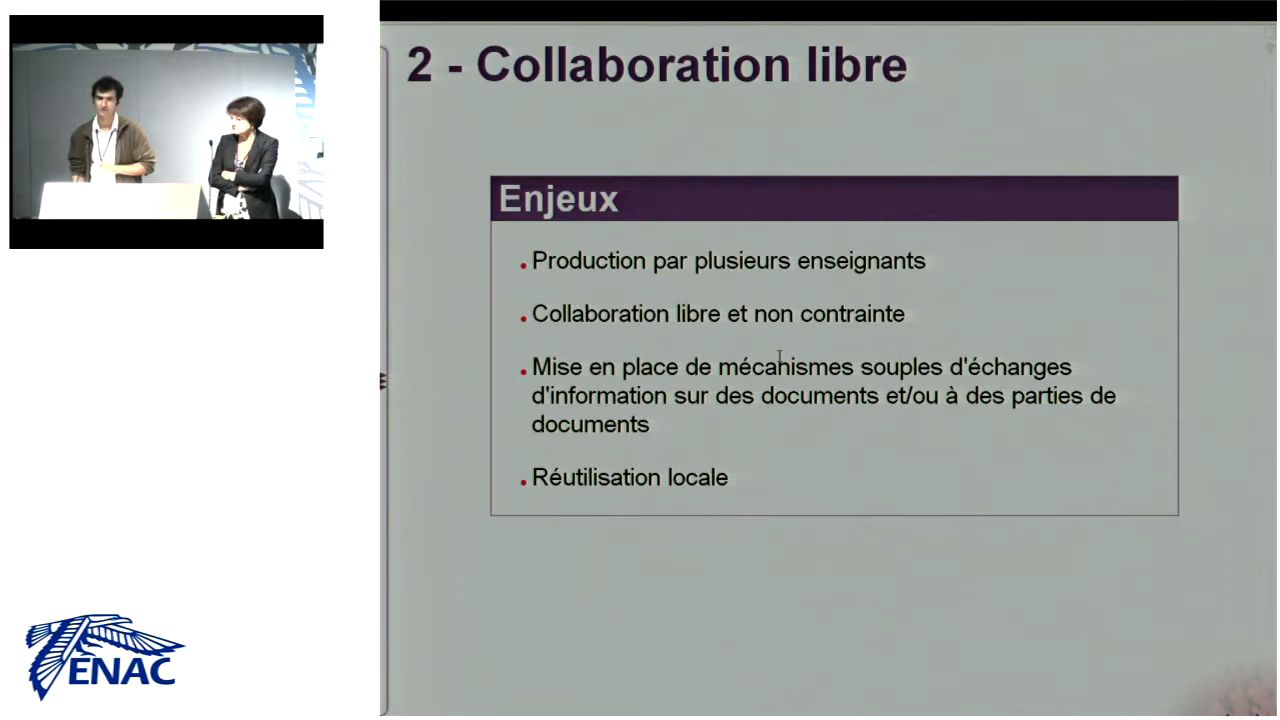 2 - Collaboration libre
Enjeux
Production par plusieurs enseignants
Collaboration libre et non contrainte
Mise en place de mécanismes souples d'échanges
d'information sur des documents et/ou à des parties de
documents
Réutilisation locale
ENAC